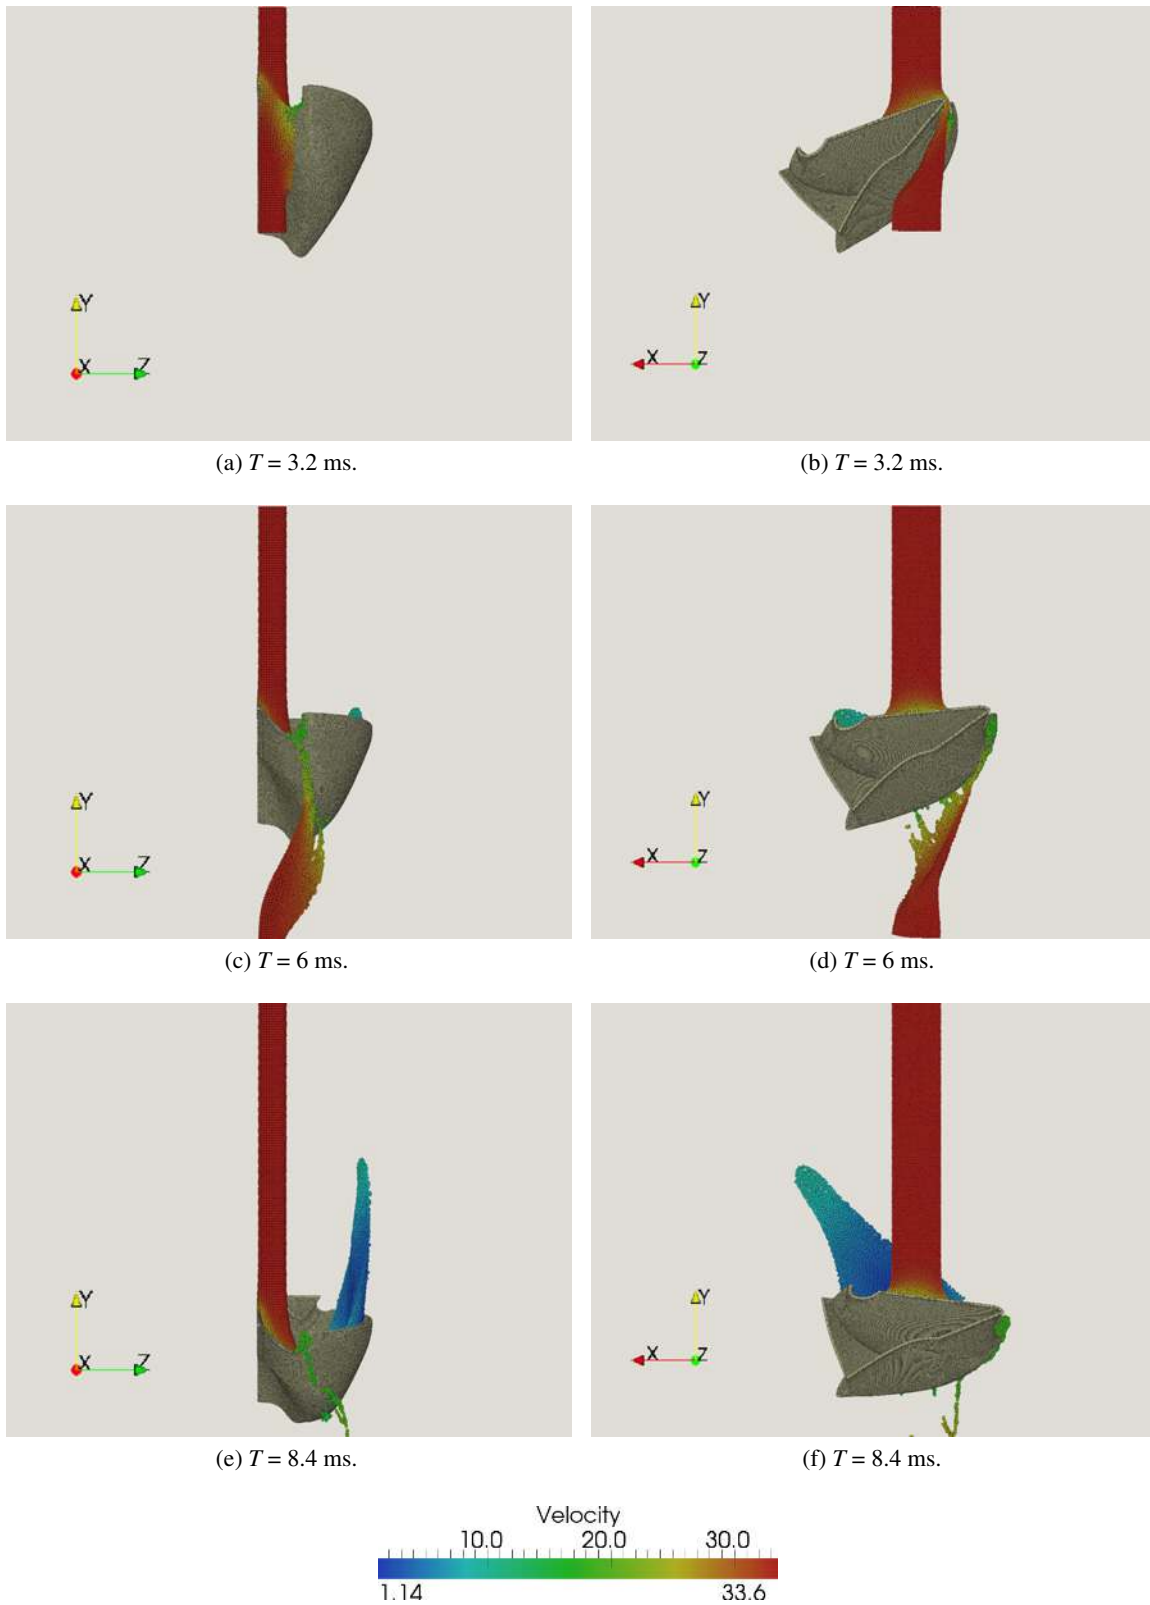 Y
X Z
Y
X Z
(a) T = 3.2 ms.
(b) T = 3.2 ms.
Y
X Z
Y
X Z
(c) T = 6 ms.
(d) T = 6 ms.
Y
X Z
Y
X Z
(e) T = 8.4 ms.
(f) T = 8.4 ms.
Velocity
10.0 20.0 30.0
1.14 33.6